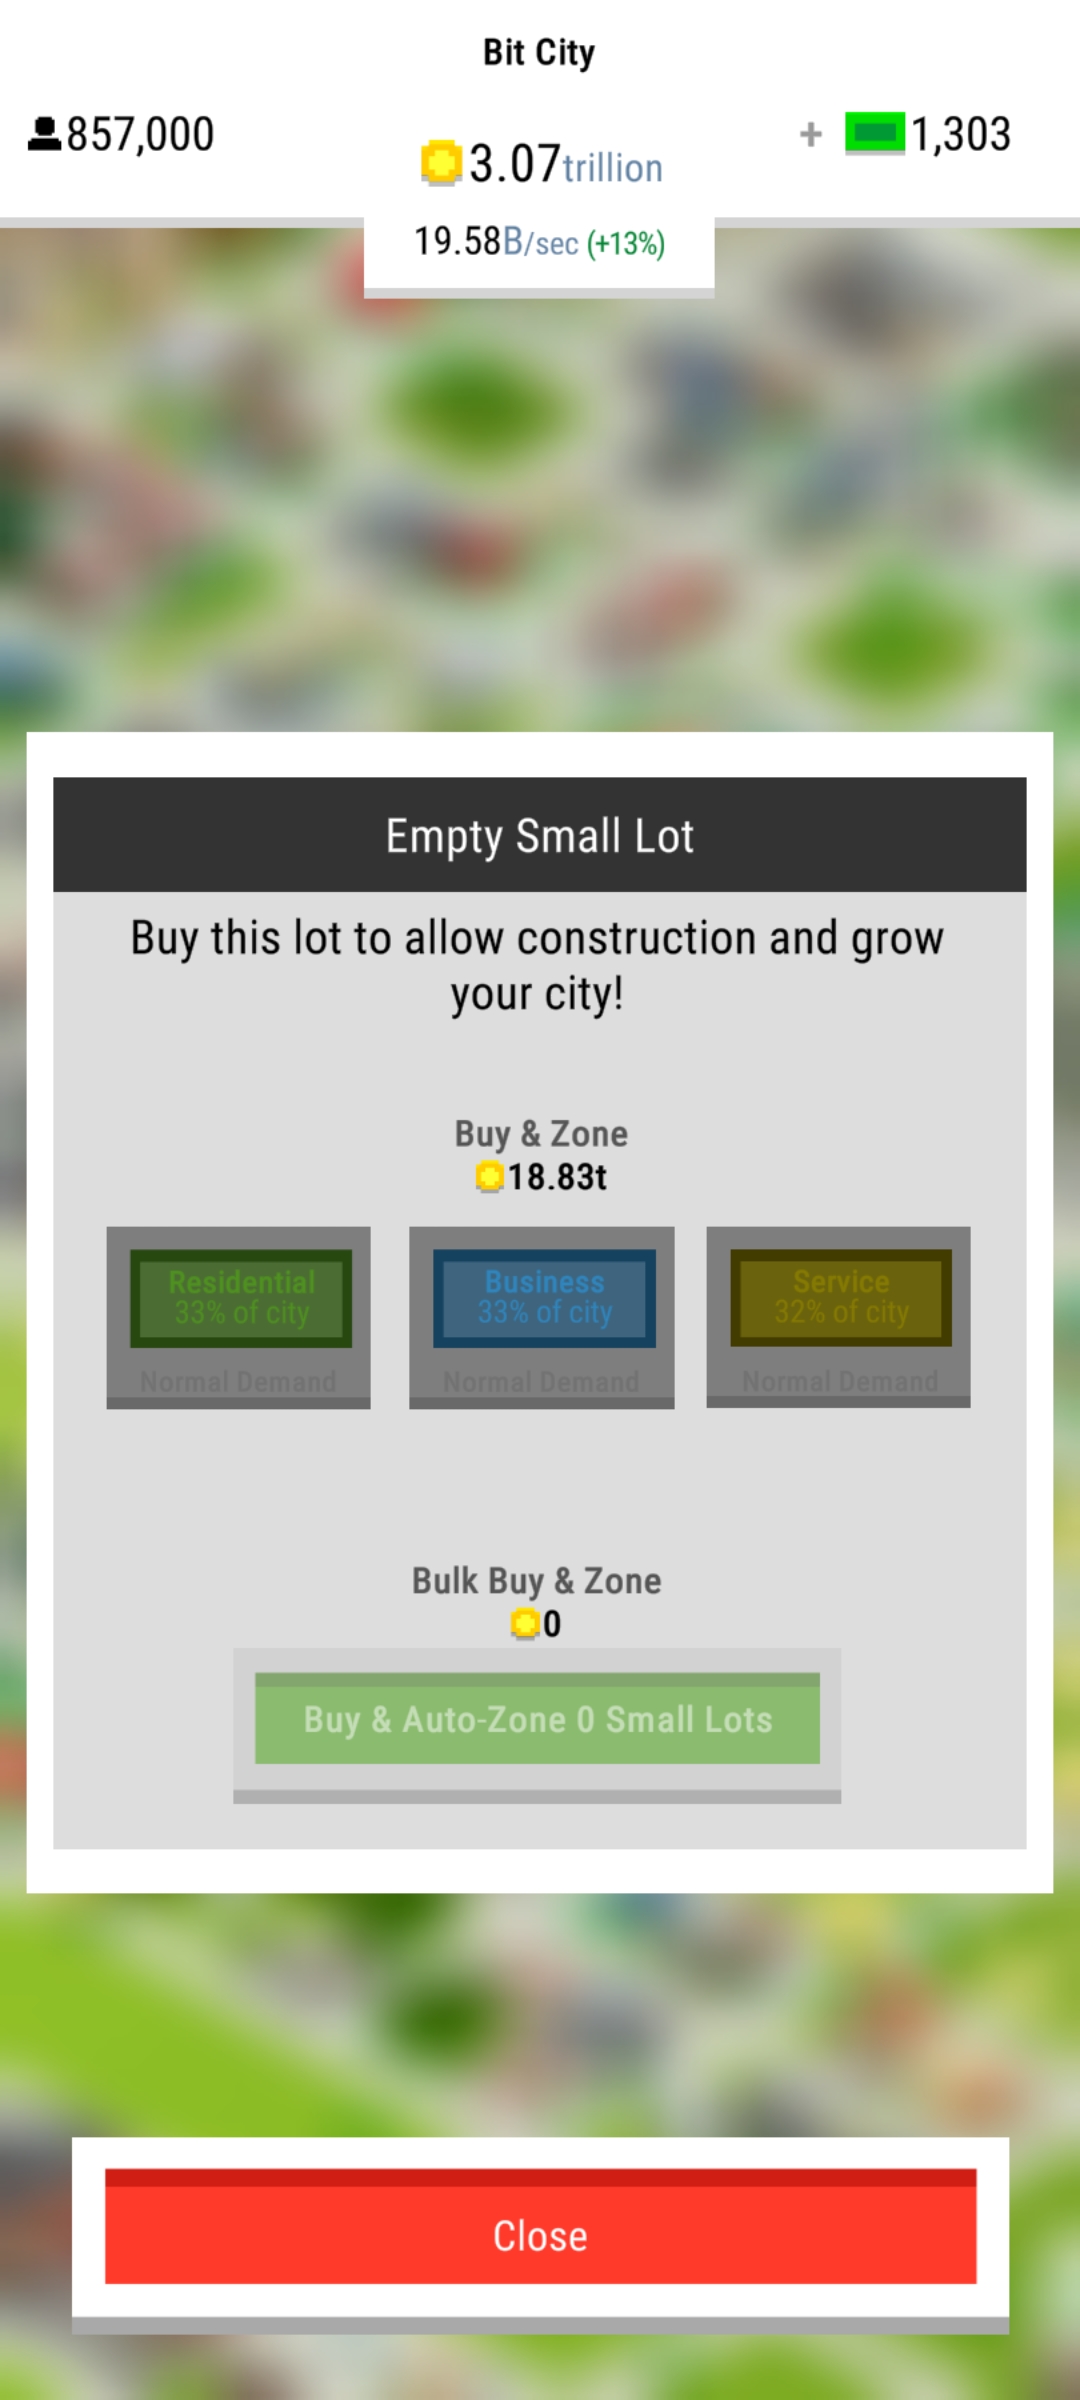 Bit City
857,000
3.07trillion
+ 1,303
19.58B/sec (+13%)
Empty Small Lot
Buy this lot to allow construction and grow
your city!
Buy & Zone
18.83t
Residential
33% of city
Normal Demand
Business
33% of city
Normal Demand
Service
32% of city
Normal Demand
Bulk Buy & Zone
0
Buy & Auto-Zone 0 Small Lots
Close